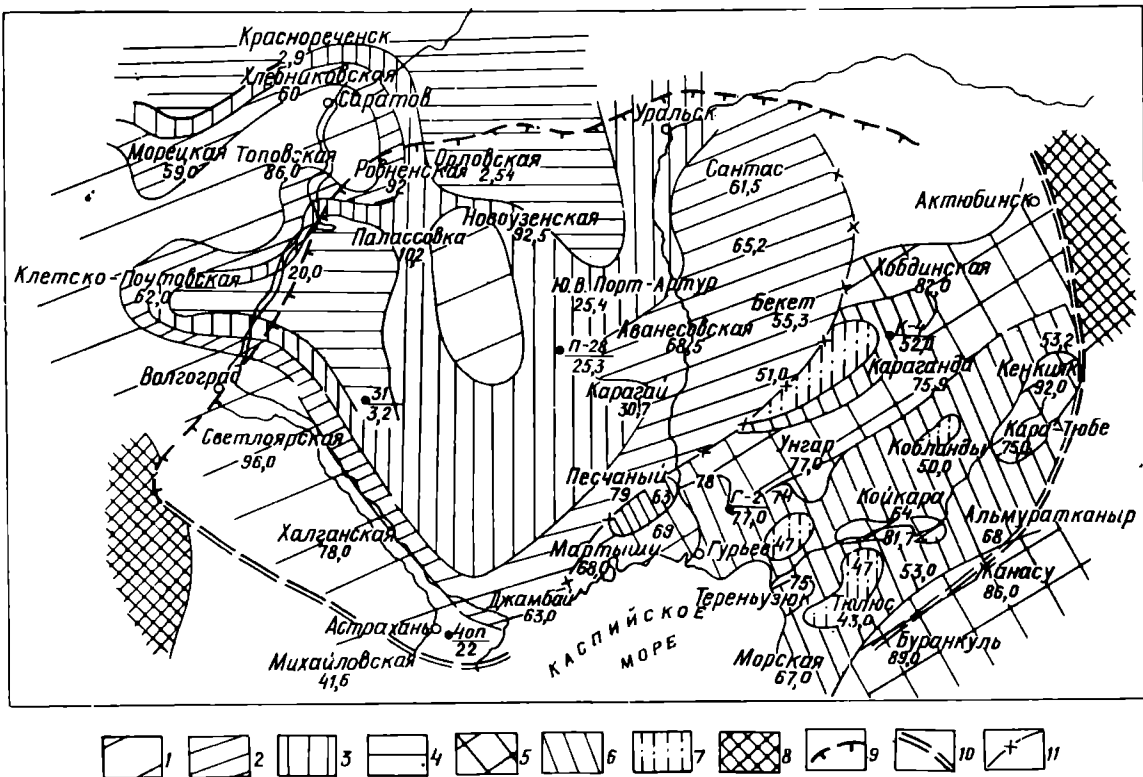 Краснореченск
2,9
Хлебниковская
60
Саратов
Уральск
Морецкая
59,0
Топовская
86,0
Ровненская
92
Орловская
2,54
Сантас
61,5
Актюбинск
Новоузенская
92,5
Палассовка
102
65,2
Клетско-Почтовская
62,0
20,0
Ю.В. Порт-Артур
25,4
Хобдинская
82,0
Бекет
55,3
Аванесовская
68,5
К-4
52,0
П-28
25,3
53,2
Волгоград
51,0
Караганда
75,9
Кенкияк
92,0
31
3,2
Карагаи
30,7
Светлоярская
96,0
Унгар
77,0
Кобланды
50,0
Кара-Тюбе
75,0
Песчаный
79
63
78
Г-2
77,0
74
Койкара
64
Альмуратканыр
68
Халганская
78,0
69
Мартыши
68,0
Гурьев
47
81,7
47
53,0
Жанасу
86,0
Джамбай
63,0
75
Тереньузюк
Тюлюс
43,0
Астрахань
Чоп
22
КАСПИЙСКОЕ
МОРЕ
Буранкуль
89,0
Михайловская
41,6
Морская
67,0
1 2 3 4 5 6 7 8 9 10 11